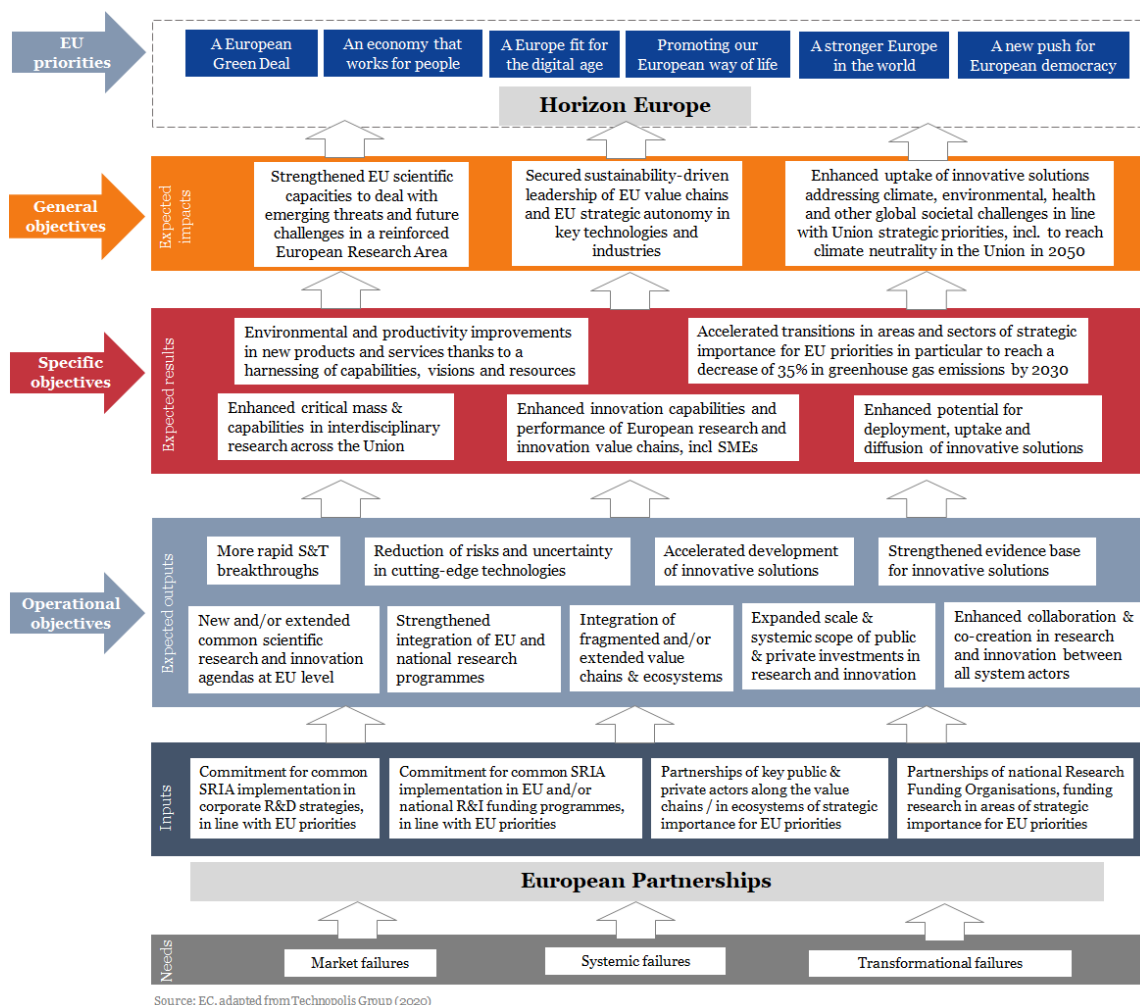 EU
priorities
A European
Green Deal
An economy that
works for people
A Europe fit for
the digital age
Promoting our
European way of life
A stronger Europe
in the world
A new push for
European democracy
Horizon Europe
General
objectives
Expected
impacts
Strengthened EU scientific
capacities to deal with
emerging threats and future
challenges in a reinforced
European Research Area
Secured sustainability-driven
leadership of EU value chains
and EU strategic autonomy in
key technologies and
industries
Enhanced uptake of innovative solutions
addressing climate, environmental, health
and other global societal challenges in line
with Union strategic priorities, incl. to reach
climate neutrality in the Union in 2050
Specific
objectives
Expected results
Environmental and productivity improvements
in new products and services thanks to a
harnessing of capabilities, visions and resources
Accelerated transitions in areas and sectors of strategic
importance for EU priorities in particular to reach a
decrease of 35% in greenhouse gas emissions by 2030
Enhanced critical mass &
capabilities in interdisciplinary
research across the Union
Enhanced innovation capabilities and
performance of European research and
innovation value chains, incl SMEs
Enhanced potential for
deployment, uptake and
diffusion of innovative solutions
Operational
objectives
Expected outputs
More rapid S&T
breakthroughs
Reduction of risks and uncertainty
in cutting-edge technologies
Accelerated development
of innovative solutions
Strengthened evidence base
for innovative solutions
New and/or extended
common scientific
research and innovation
agendas at EU level
Strengthened
integration of EU and
national research
programmes
Integration of
fragmented and/or
extended value
chains & ecosystems
Expanded scale &
systemic scope of public
& private investments in
research and innovation
Enhanced collaboration &
co-creation in research
and innovation between
all system actors
Inputs
Commitment for common
SRIA implementation in
corporate R&D strategies,
in line with EU priorities
Commitment for common SRIA
implementation in EU and/or
national R&I funding programmes,
in line with EU priorities
Partnerships of key public &
private actors along the value
chains / in ecosystems of strategic
importance for EU priorities
Partnerships of national Research
Funding Organisations, funding
research in areas of strategic
importance for EU priorities
European Partnerships
Needs
Market failures
Systemic failures
Transformational failures
Source: EC, adapted from Technopolis Group (2020)